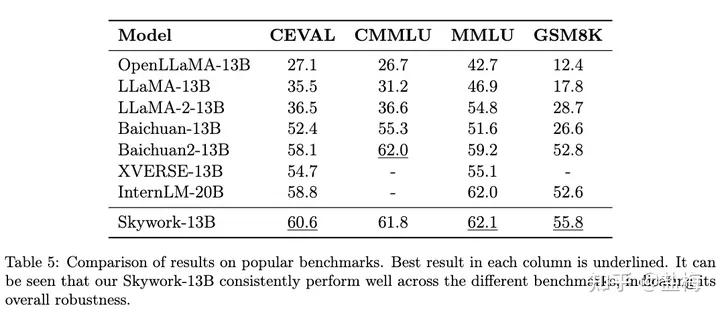 Model CEVAL CMMLU MMLU GSM8K
OpenLLaMA-13B 27.1 26.7 42.7 12.4
LLaMA-13B 35.5 31.2 46.9 17.8
LLaMA-2-13B 36.5 36.6 54.8 28.7
Baichuan-13B 52.4 55.3 51.6 26.6
Baichuan2-13B 58.1 62.0 59.2 52.8
XVERSE-13B 54.7 - 55.1 -
InternLM-20B 58.8 - 62.0 52.6
Skywork-13B 60.6 61.8 62.1 55.8
Table 5: Comparison of results on popular benchmarks. Best result in each column is underlined. It can
be seen that our Skywork-13B consistently perform well across the different benchmarks, indicating its
overall robustness.
知乎 @盐梅